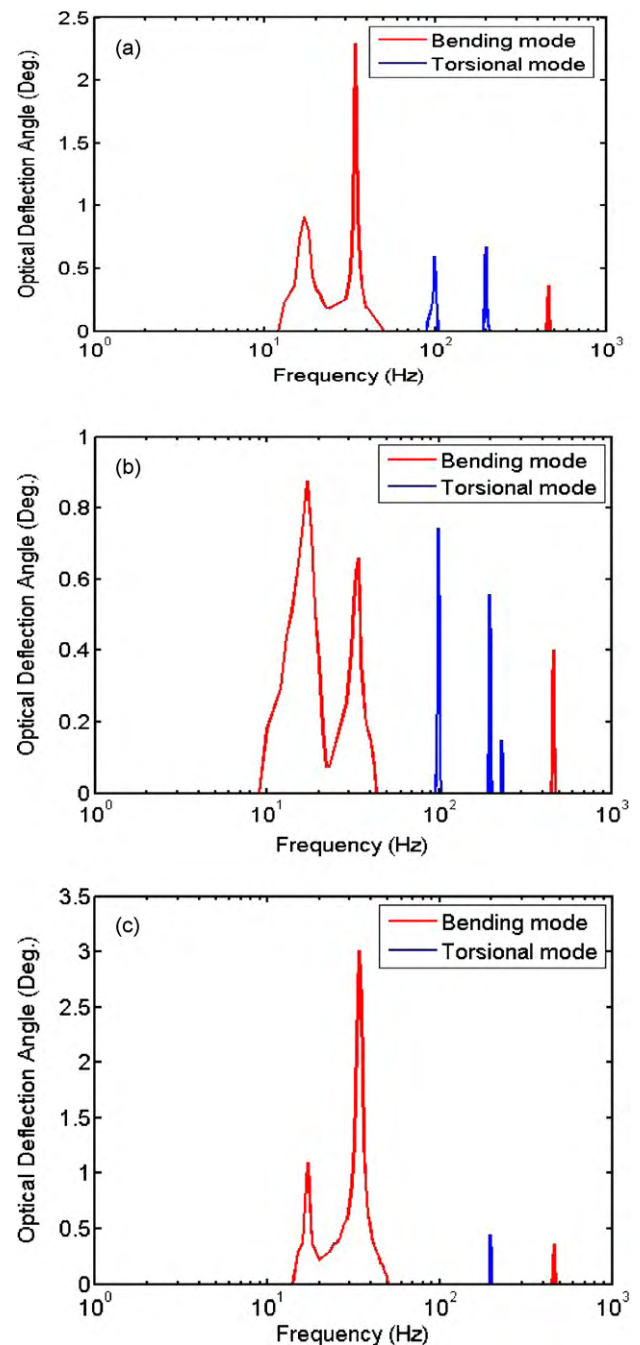 (a)
Bending mode
Torsional mode
Optical Deflection Angle (Deg.)
2.5
2
1.5
1
0.5
0
10^0
10^1
10^2
10^3
Frequency (Hz)
(b)
Bending mode
Torsional mode
Optical Deflection Angle (Deg.)
1
0.8
0.6
0.4
0.2
0
10^0
10^1
10^2
10^3
Frequency (Hz)
(c)
Bending mode
Torsional mode
Optical Deflection Angle (Deg.)
3.5
3
2.5
2
1.5
1
0.5
0
10^0
10^1
10^2
10^3
Frequency (Hz)